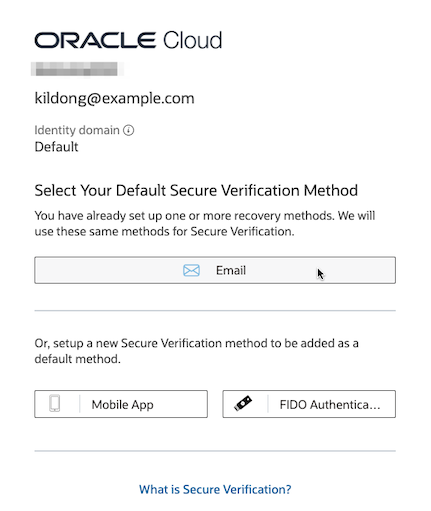 ORACLE Cloud
kildong@example.com
Identity domain
Default
Select Your Default Secure Verification Method
You have already set up one or more recovery methods. We will
use these same methods for Secure Verification.
Email
Or, setup a new Secure Verification method to be added as a
default method.
Mobile App FIDO Authentica...
What is Secure Verification?